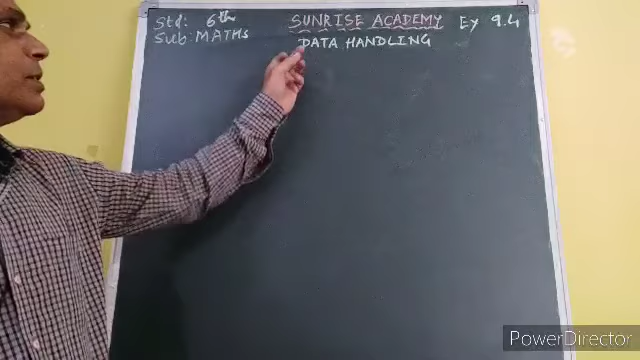 Std: 6th SUNRISE ACADEMY Ex 9.4
Sub: MATHS DATA HANDLING
PowerDirector